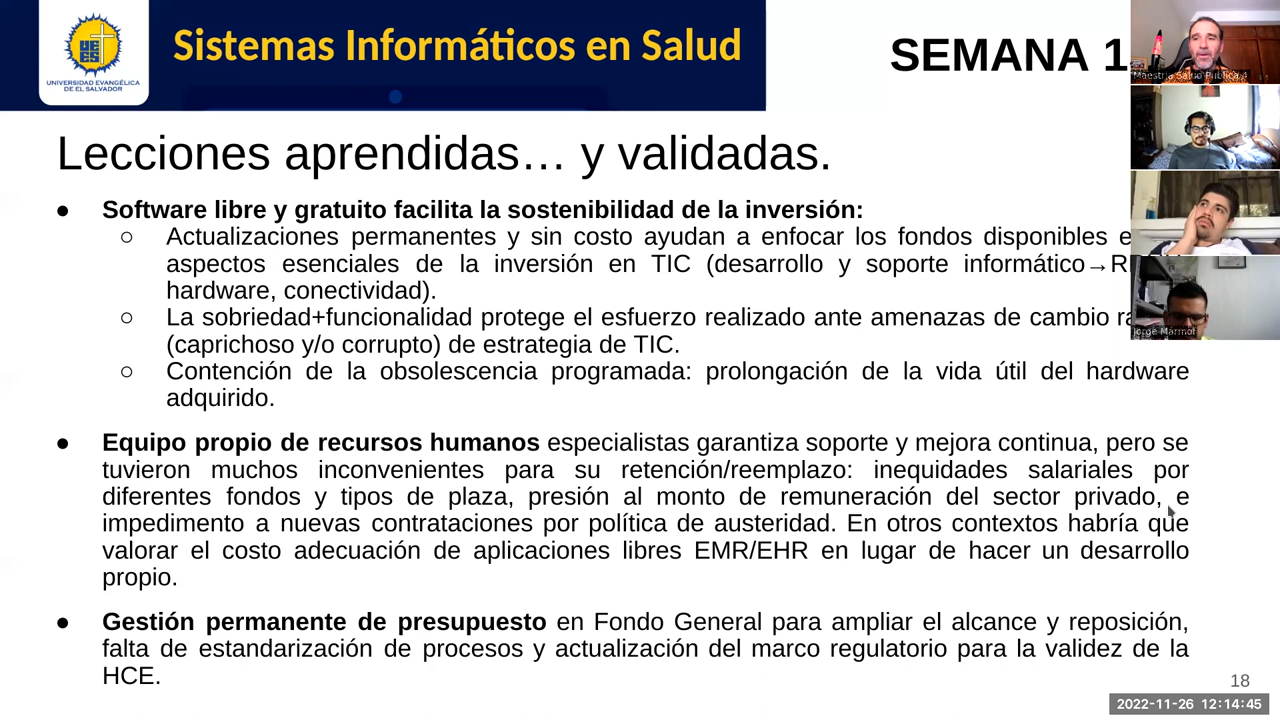 UNIVERSIDAD EVANGÉLICA
DE EL SALVADOR
Sistemas Informáticos en Salud
SEMANA 1
Maestria Salud Publica 4
Jorge Marmol
Lecciones aprendidas… y validadas.
● Software libre y gratuito facilita la sostenibilidad de la inversión:
○ Actualizaciones permanentes y sin costo ayudan a enfocar los fondos disponibles
aspectos esenciales de la inversión en TIC (desarrollo y soporte informático→
hardware, conectividad).
○ La sobriedad+funcionalidad protege el esfuerzo realizado ante amenazas de cambio
(caprichoso y/o corrupto) de estrategia de TIC.
○ Contención de la obsolescencia programada: prolongación de la vida útil del hardware
adquirido.
● Equipo propio de recursos humanos especialistas garantiza soporte y mejora continua, pero se
tuvieron muchos inconvenientes para su retención/reemplazo: inequidades salariales por
diferentes fondos y tipos de plaza, presión al monto de remuneración del sector privado, e
impedimento a nuevas contrataciones por política de austeridad. En otros contextos habría que
valorar el costo adecuación de aplicaciones libres EMR/EHR en lugar de hacer un desarrollo
propio.
● Gestión permanente de presupuesto en Fondo General para ampliar el alcance y reposición,
falta de estandarización de procesos y actualización del marco regulatorio para la validez de la
HCE.
18
2022-11-26 12:14:45